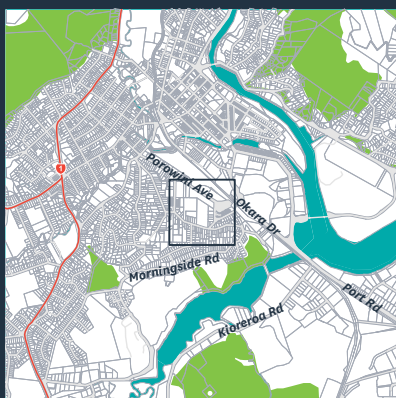 1
Porowini Ave
Okara Dr
Morningside Rd
Port Rd
Kioreroa Rd